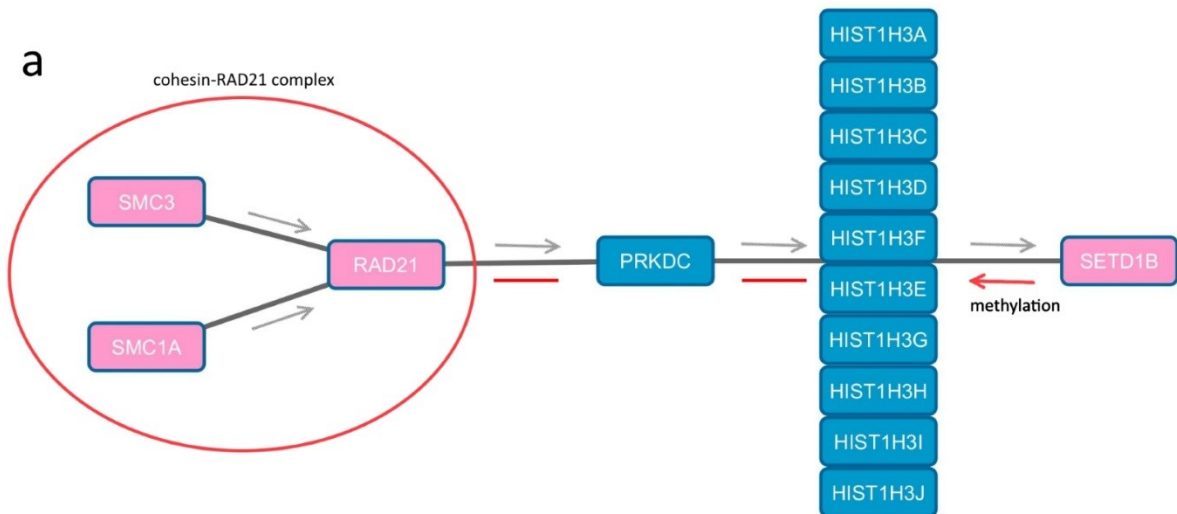 a
cohesin-RAD21 complex
SMC3
SMC1A
RAD21
PRKDC
HIST1H3A
HIST1H3B
HIST1H3C
HIST1H3D
HIST1H3F
HIST1H3E
HIST1H3G
HIST1H3H
HIST1H3I
HIST1H3J
SETD1B
methylation